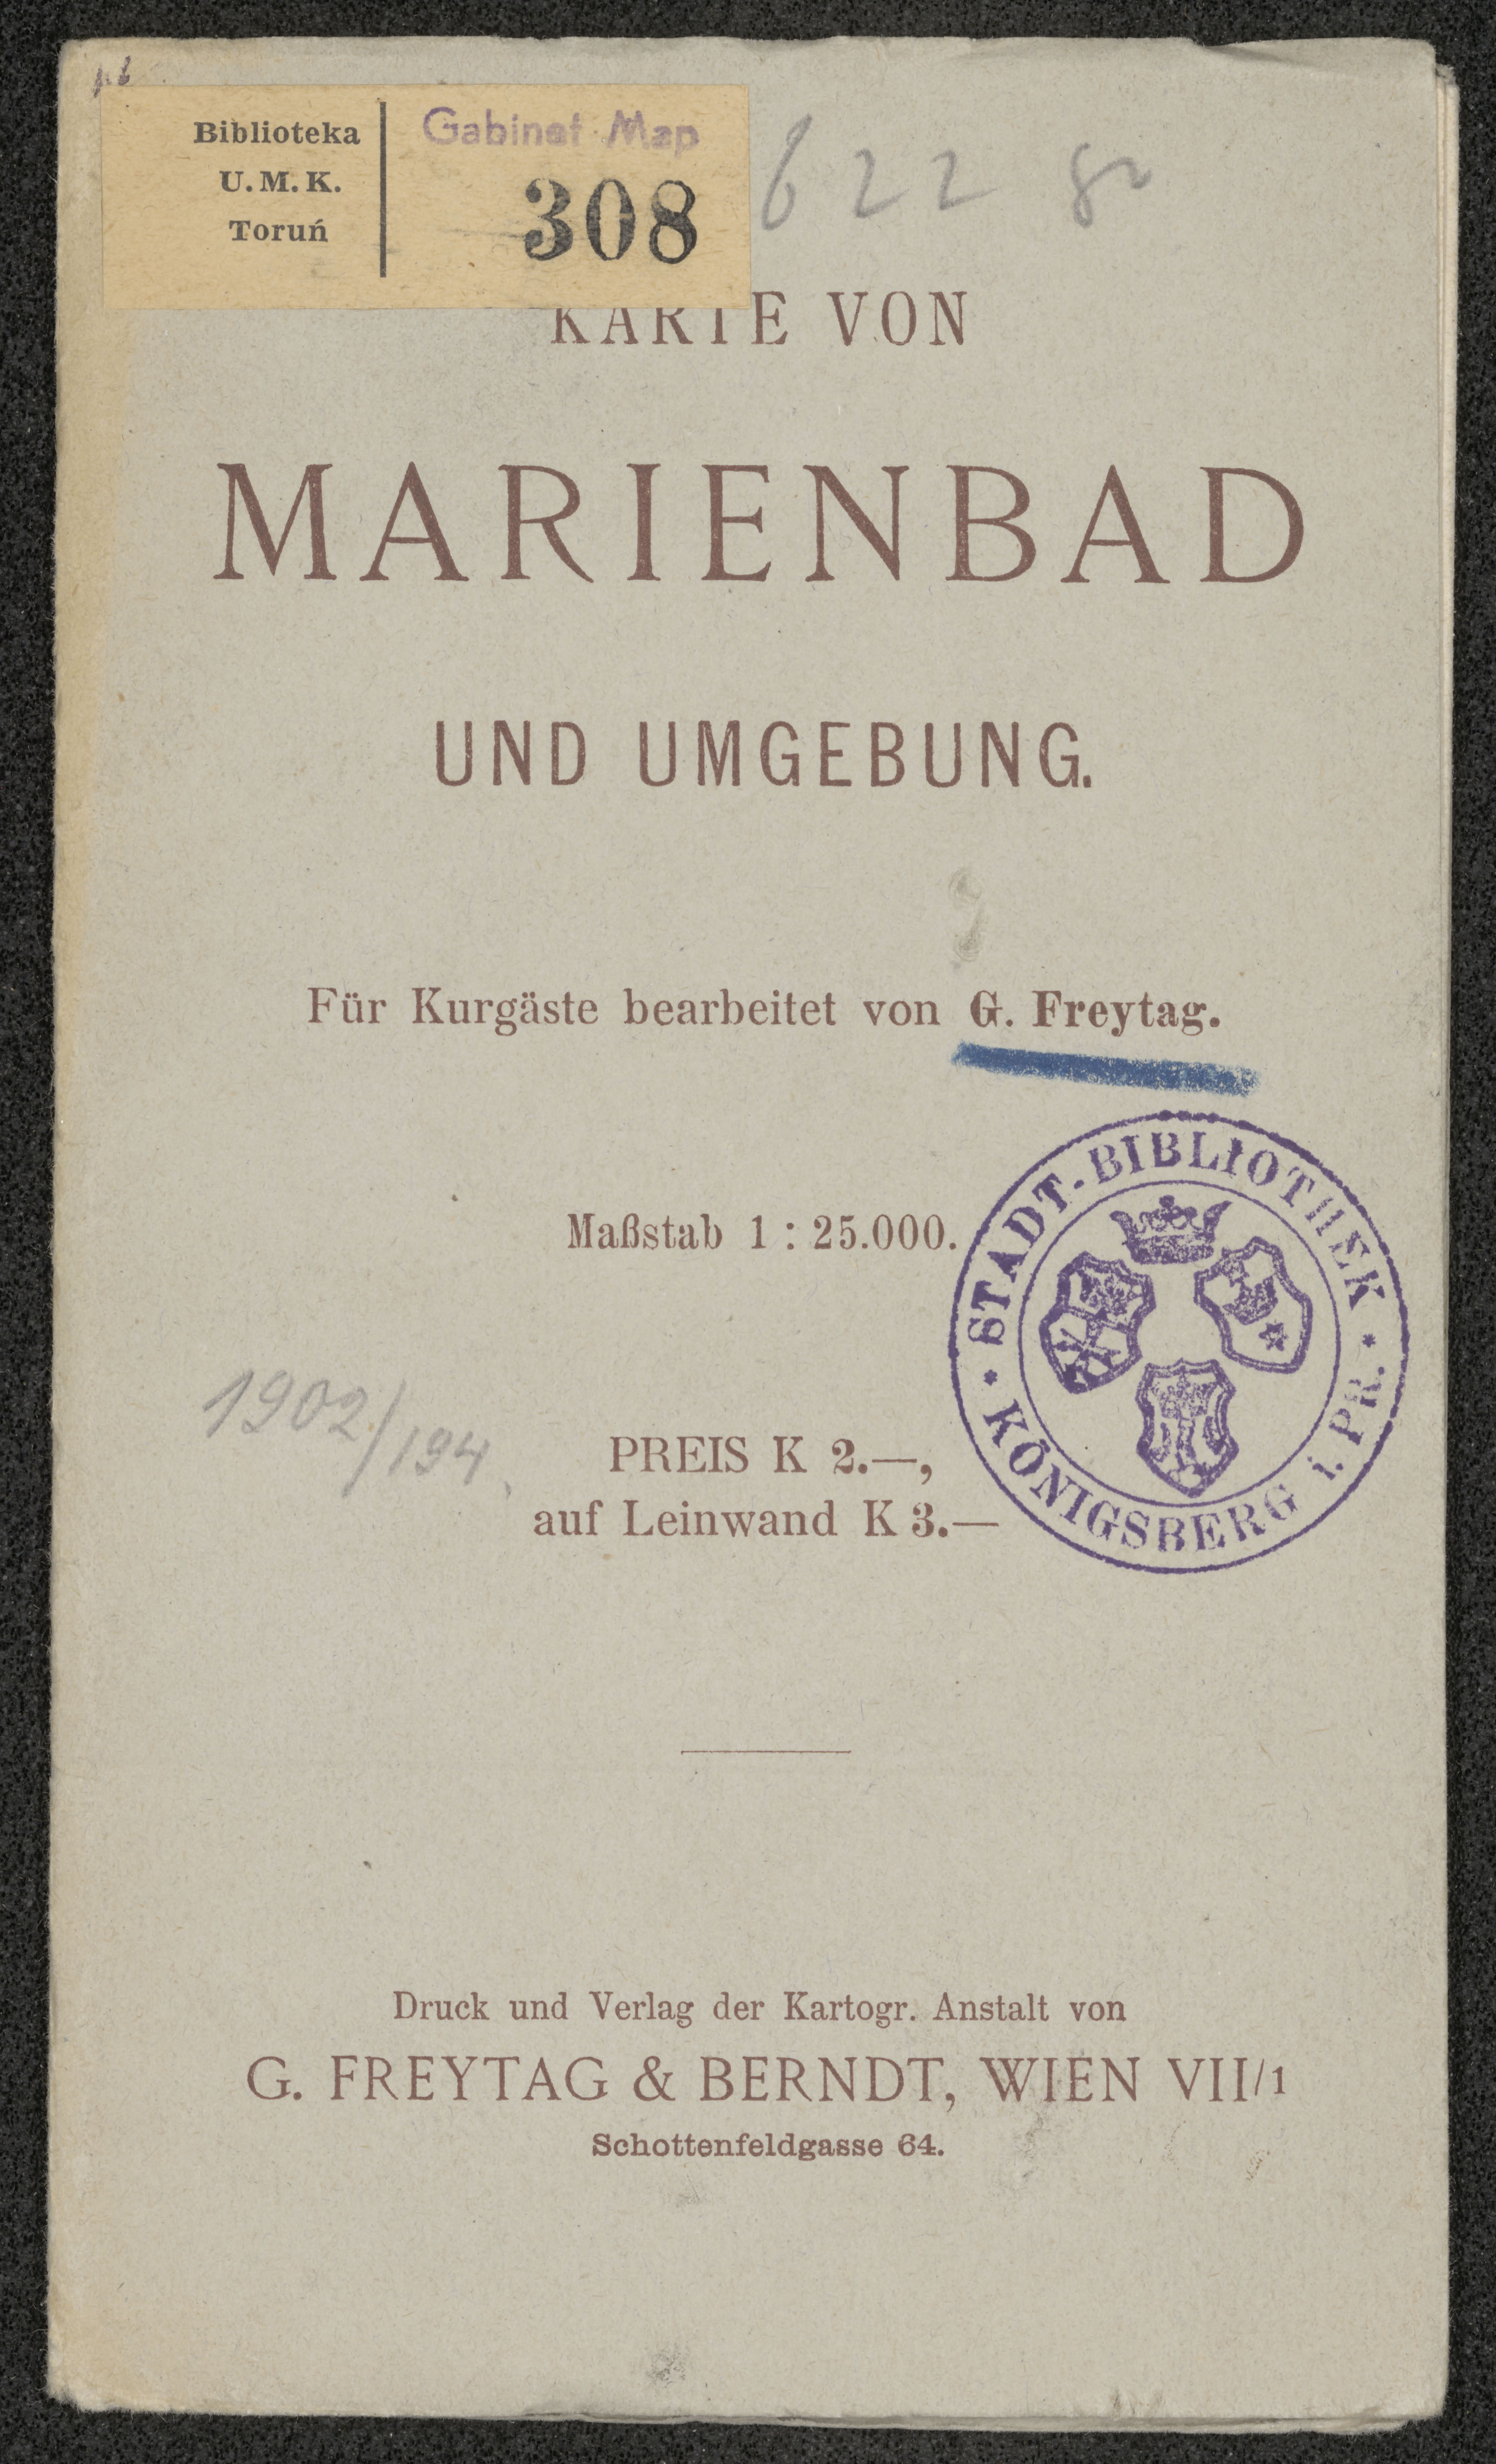 Biblioteka
U. M. K.
Toruń
Gabinet Map
308
622
KARTE VON
MARIENBAD
UND UMGEBUNG.
Für Kurgäste bearbeitet von G. Freytag.
Maßstab 1 : 25.000.
STADT-BIBLIOTHEK
KÖNIGSBERG i. PR.
1902/194.
PREIS K 2.—,
auf Leinwand K 3.—
Druck und Verlag der Kartogr. Anstalt von
G. FREYTAG & BERNDT, WIEN VII/1
Schottenfeldgasse 64.